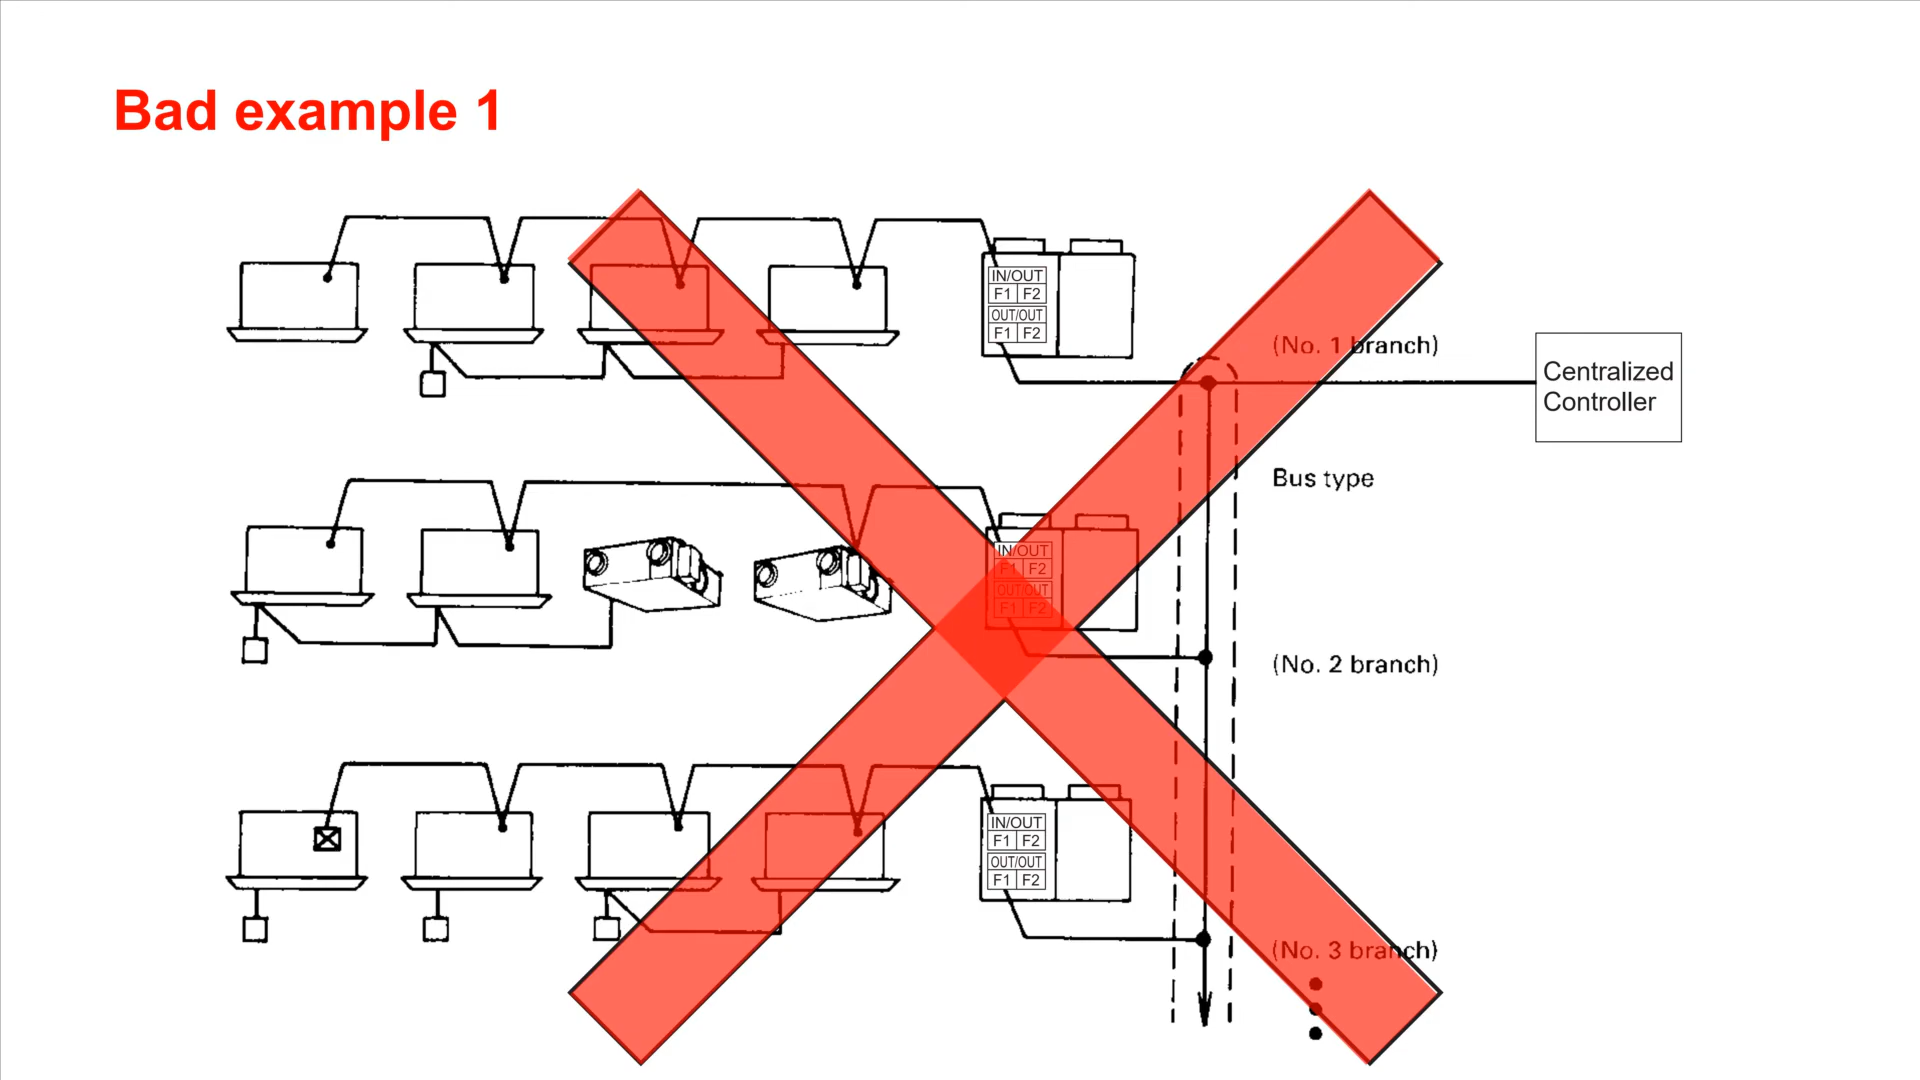 Bad example 1
IN/OUT
F1 F2
OUT/OUT
F1 F2
(No. 1 branch)
Centralized
Controller
Bus type
IN/OUT
F1 F2
OUT/OUT
F1 F2
(No. 2 branch)
IN/OUT
F1 F2
OUT/OUT
F1 F2
(No. 3 branch)